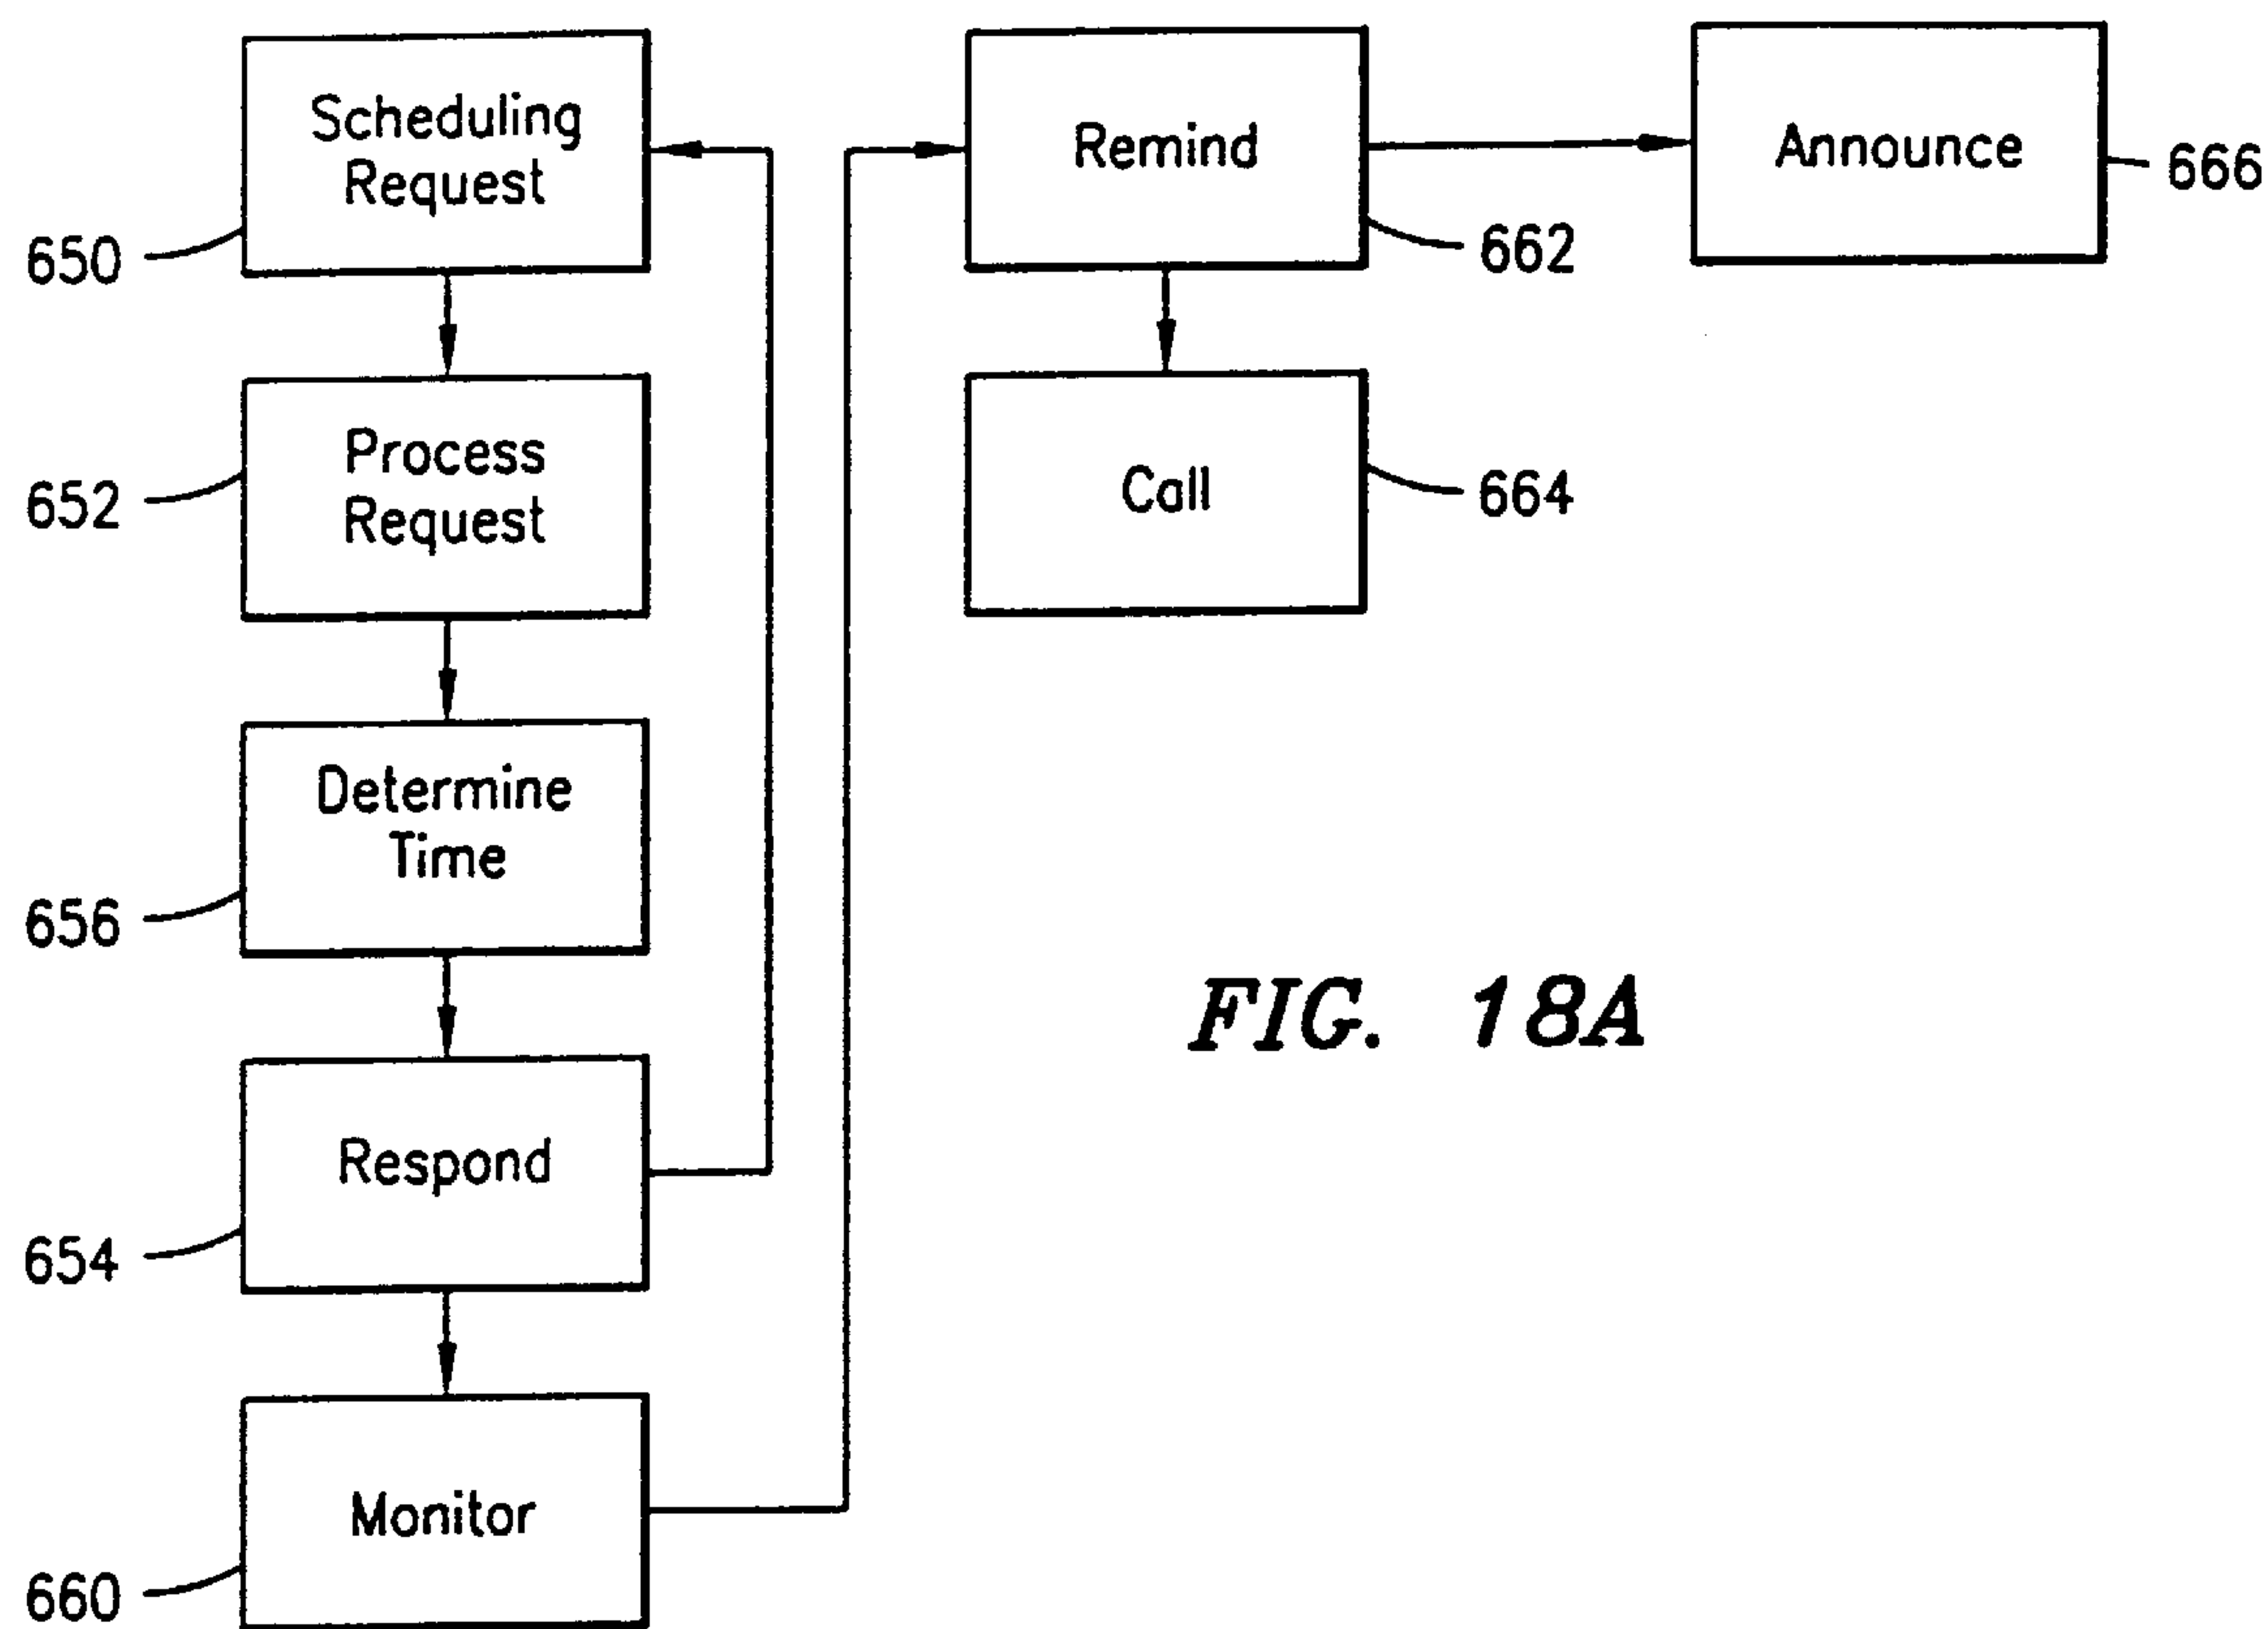 Scheduling
Request
650
Process
Request
652
Determine
Time
656
Respond
654
Monitor
660
Remind
662
Call
664
Announce
666
FIG. 18A